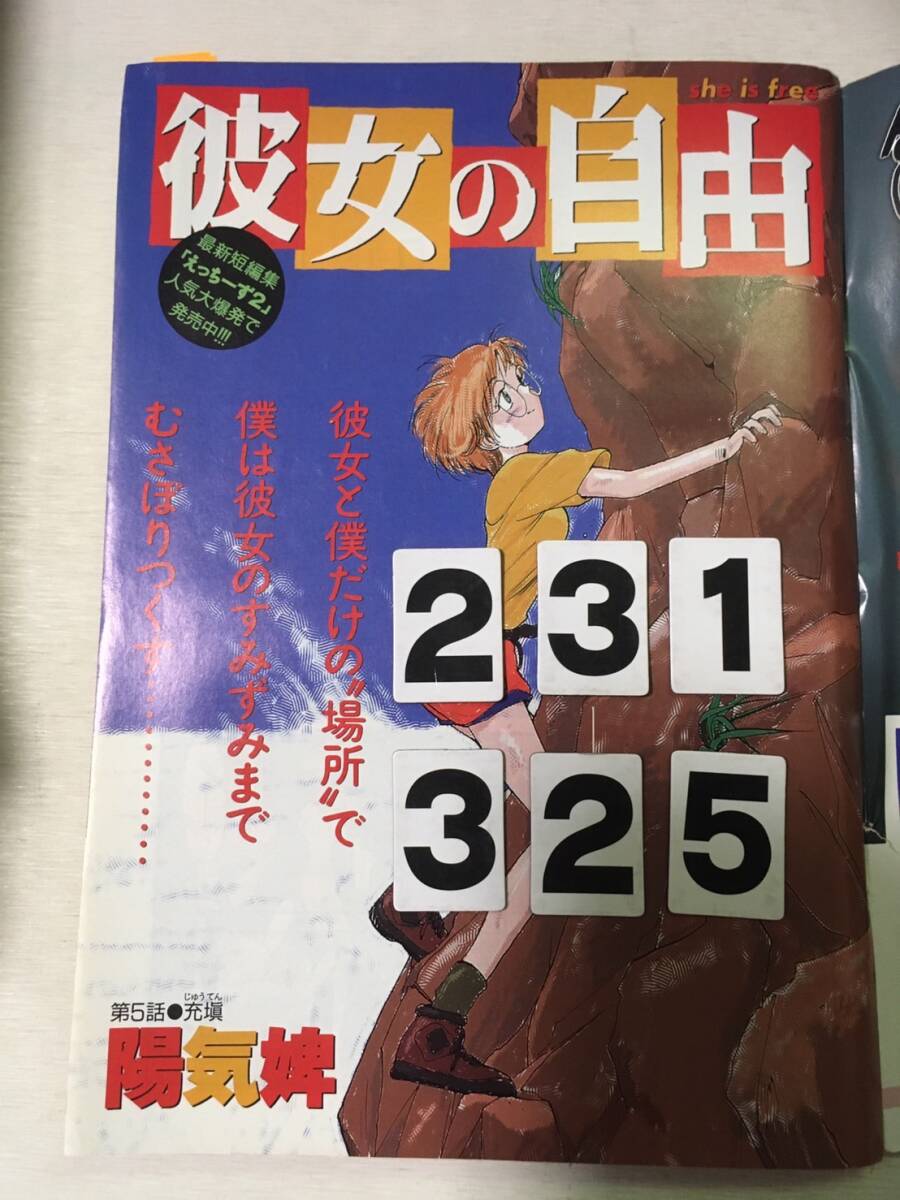 she is free
彼女の自由
最新短編集
「えっちーず2」
人気大爆発で
発売中!!!
彼女と僕だけの〝場所〟で
僕は彼女のすみずみまで
むさぼりつくす…………
2 3 1
3 2 5
第5話●充塡
じゅうてん
陽気婢